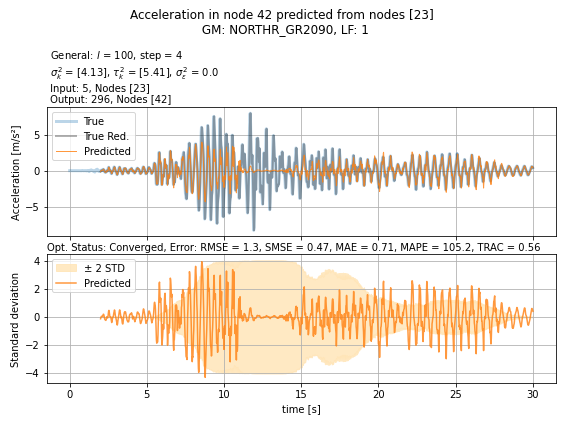 Acceleration in node 42 predicted from nodes [23]
GM: NORTHR_GR2090, LF: 1
General: l = 100, step = 4
σ²ₖ = [4.13], τ²ₖ = [5.41], σ²ε = 0.0
Input: 5, Nodes [23]
Output: 296, Nodes [42]
True
True Red.
Predicted
Acceleration [m/s²]
5
0
−5
Opt. Status: Converged, Error: RMSE = 1.3, SMSE = 0.47, MAE = 0.71, MAPE = 105.2, TRAC = 0.56
± 2 STD
Predicted
Standard deviation
4
2
0
−2
−4
0 5 10 15 20 25 30
time [s]